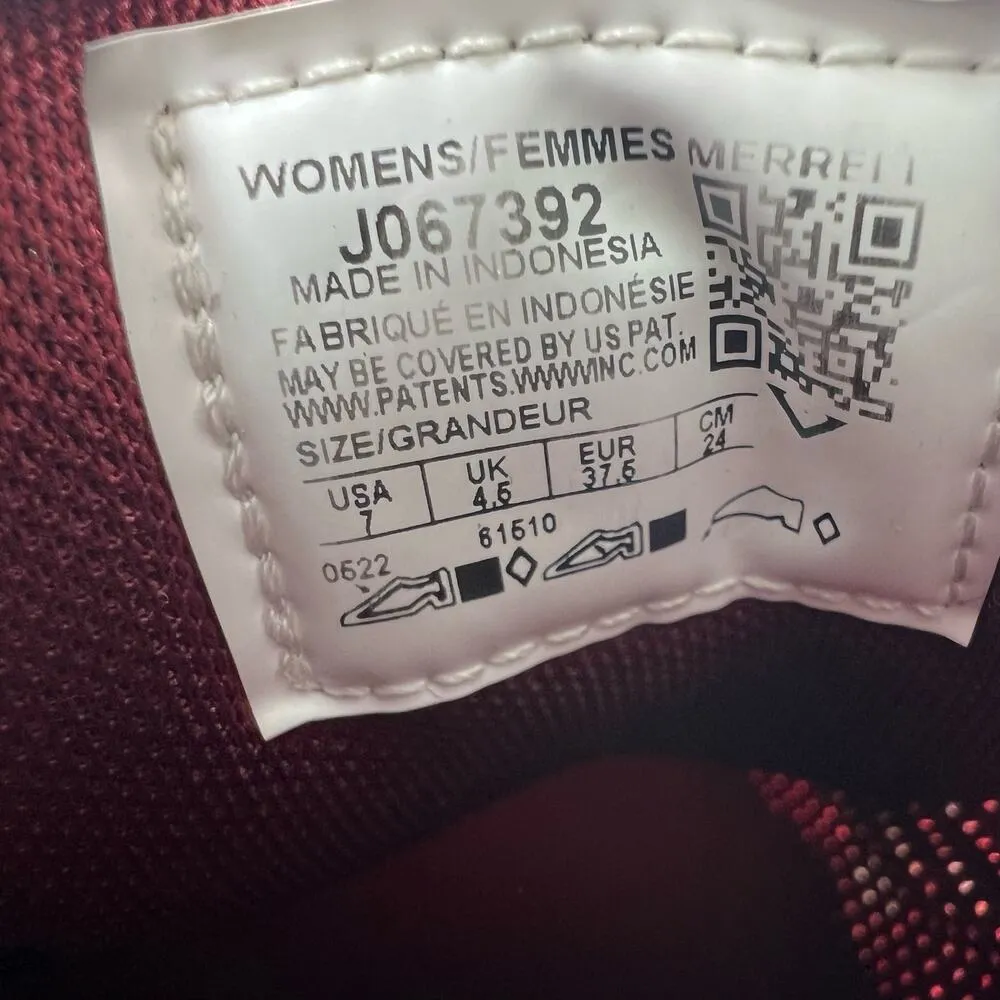 WOMENS/FEMMES MERRELL
J067392
MADE IN INDONESIA
FABRIQUÉ EN INDONÉSIE
MAY BE COVERED BY US PAT.
WWW.PATENTS.WWWINC.COM
SIZE/GRANDEUR
USA UK EUR CM
7 4.5 37.5 24
0522 61510